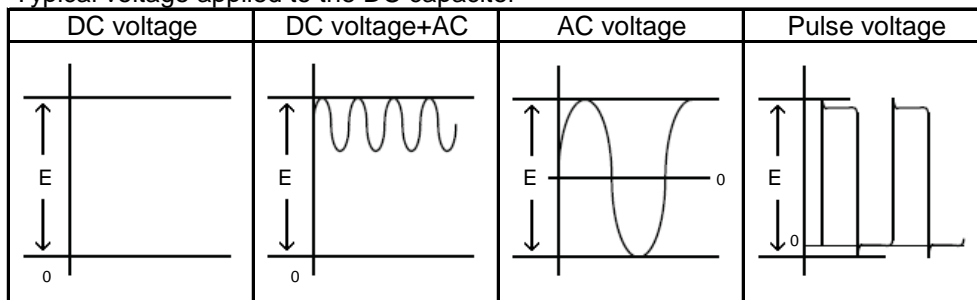 Typical voltage applied to the DC capacitor
DC voltage DC voltage+AC AC voltage Pulse voltage
E E E 0 E
0
0 0